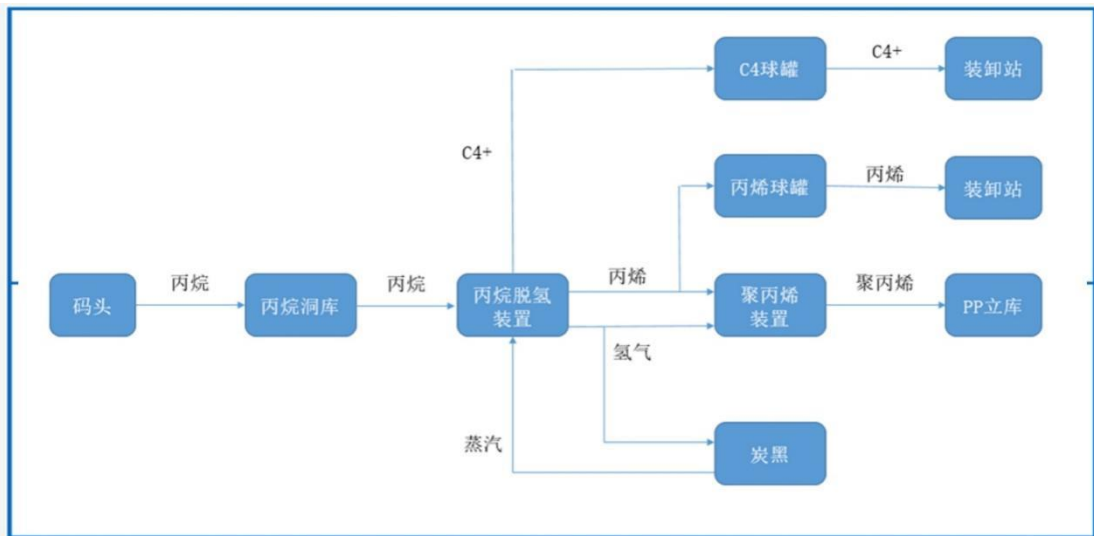 C4+
C4球罐
C4+
装卸站
丙烯球罐
丙烯
装卸站
码头
丙烷
丙烷洞库
丙烷
丙烷脱氢
装置
丙烯
聚丙烯
装置
聚丙烯
PP立库
氢气
蒸汽
炭黑